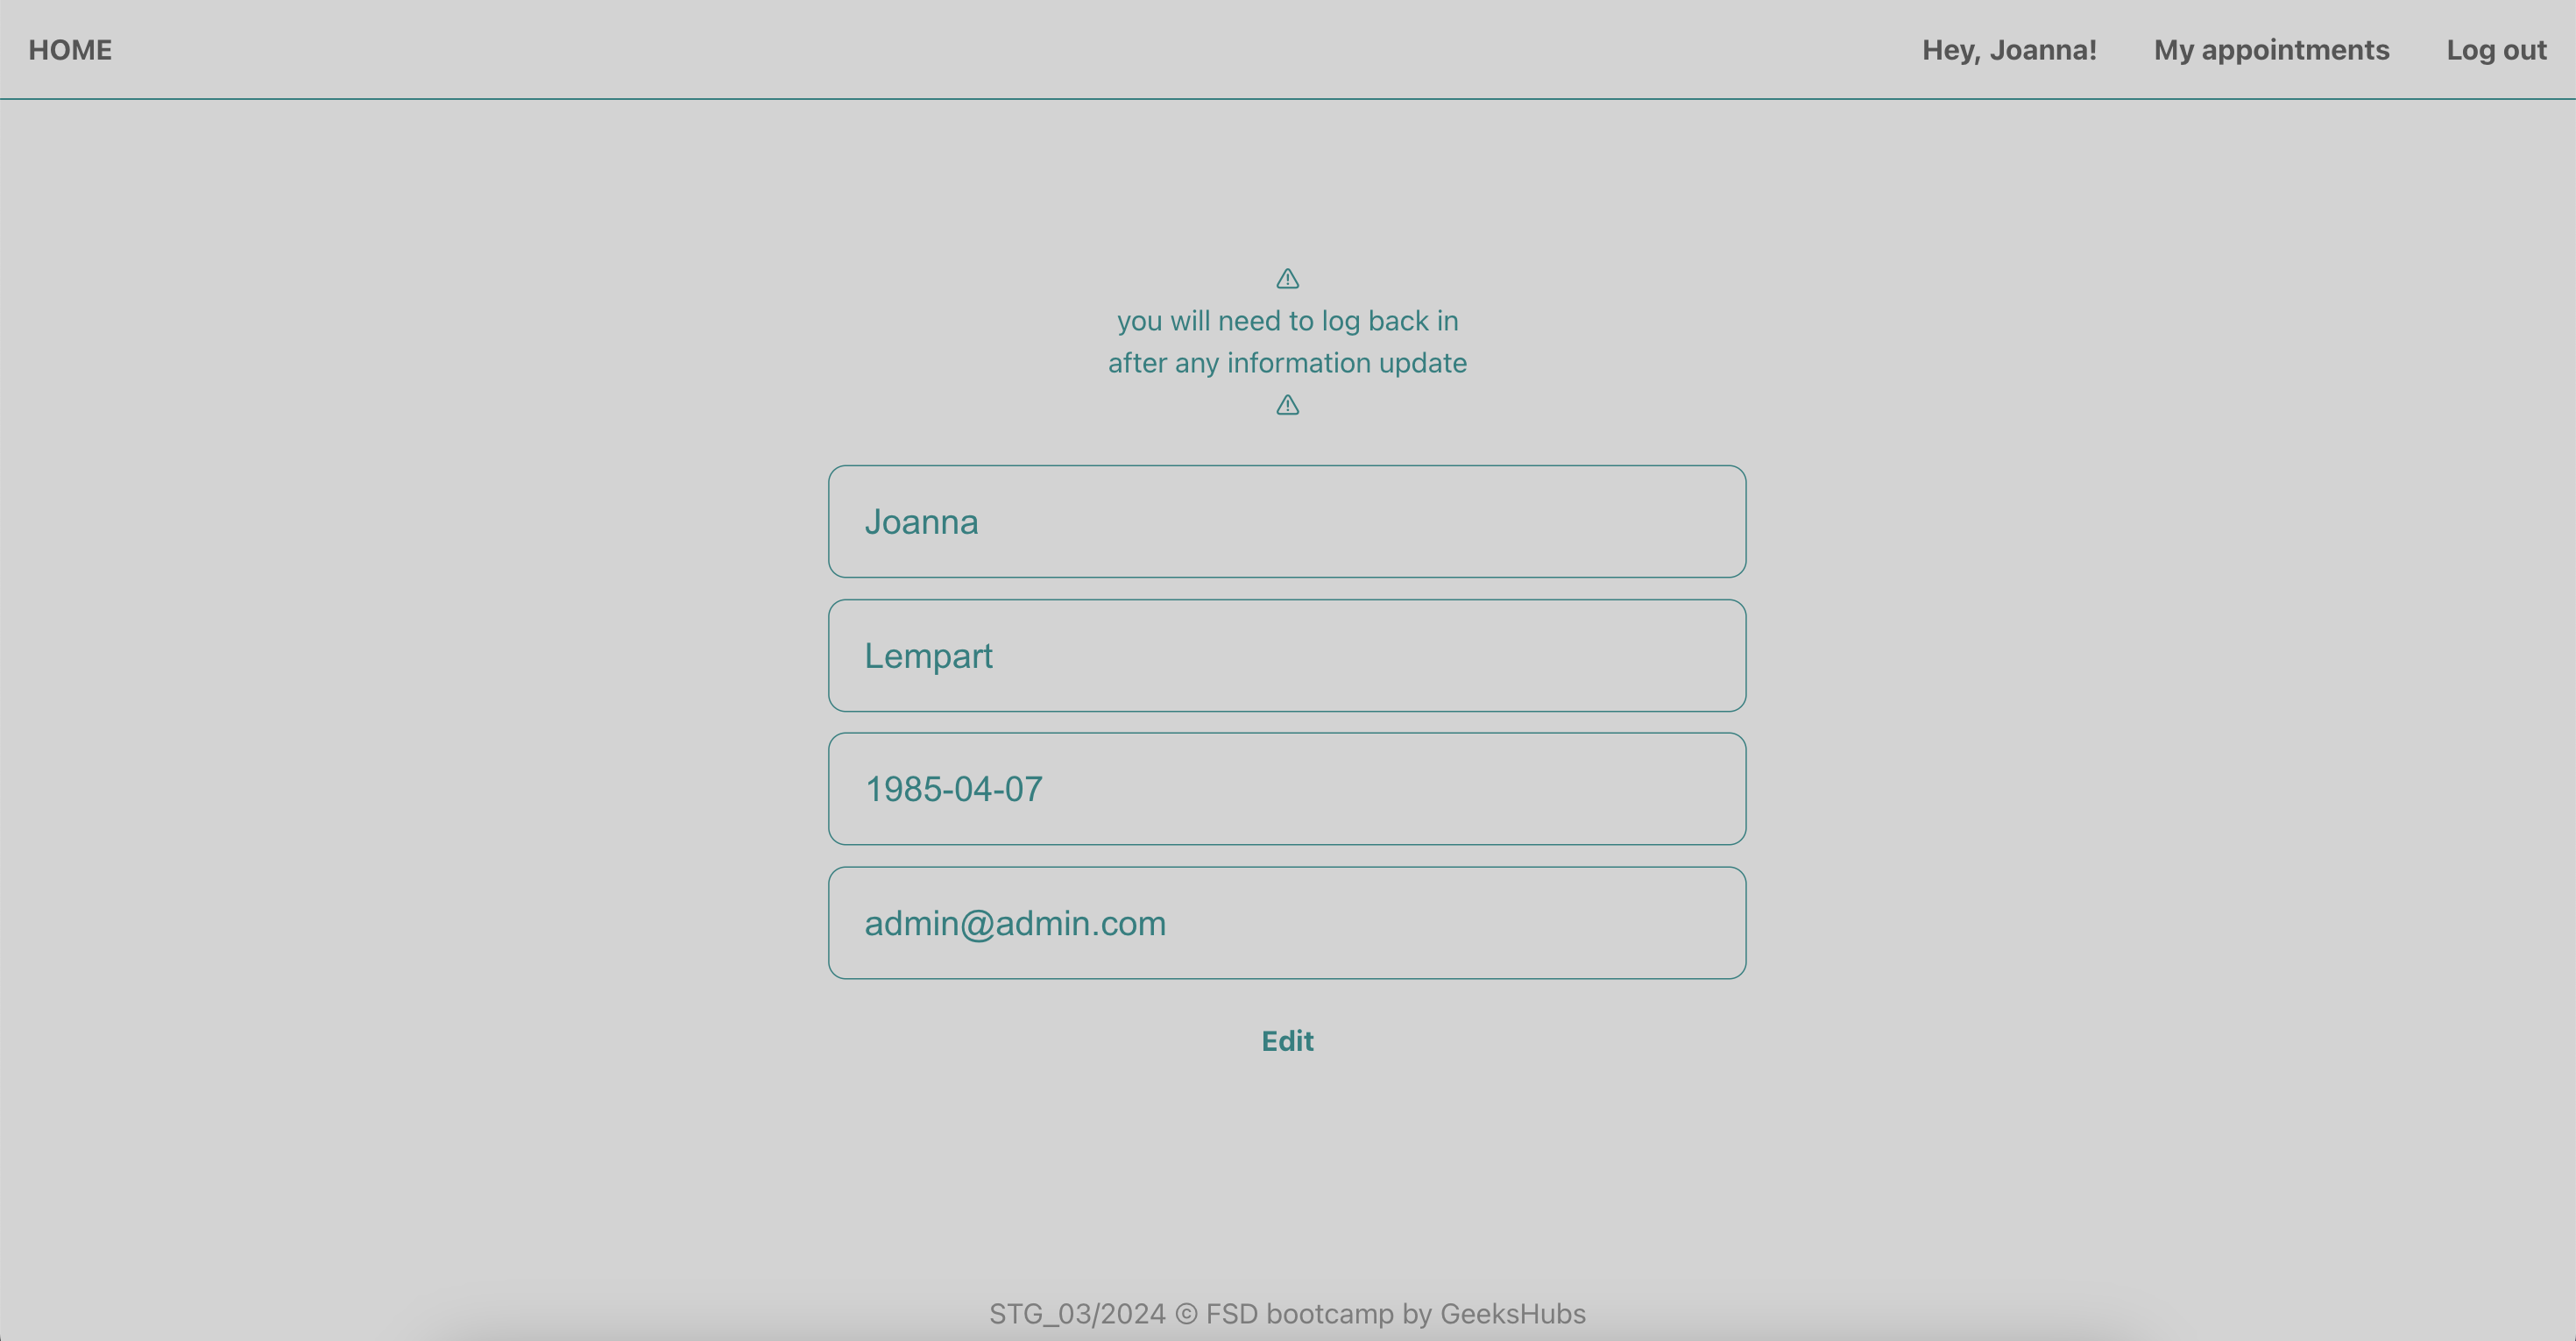 HOME
Hey, Joanna!
My appointments
Log out
you will need to log back in
after any information update
Joanna
Lempart
1985-04-07
admin@admin.com
Edit
STG_03/2024 © FSD bootcamp by GeeksHubs